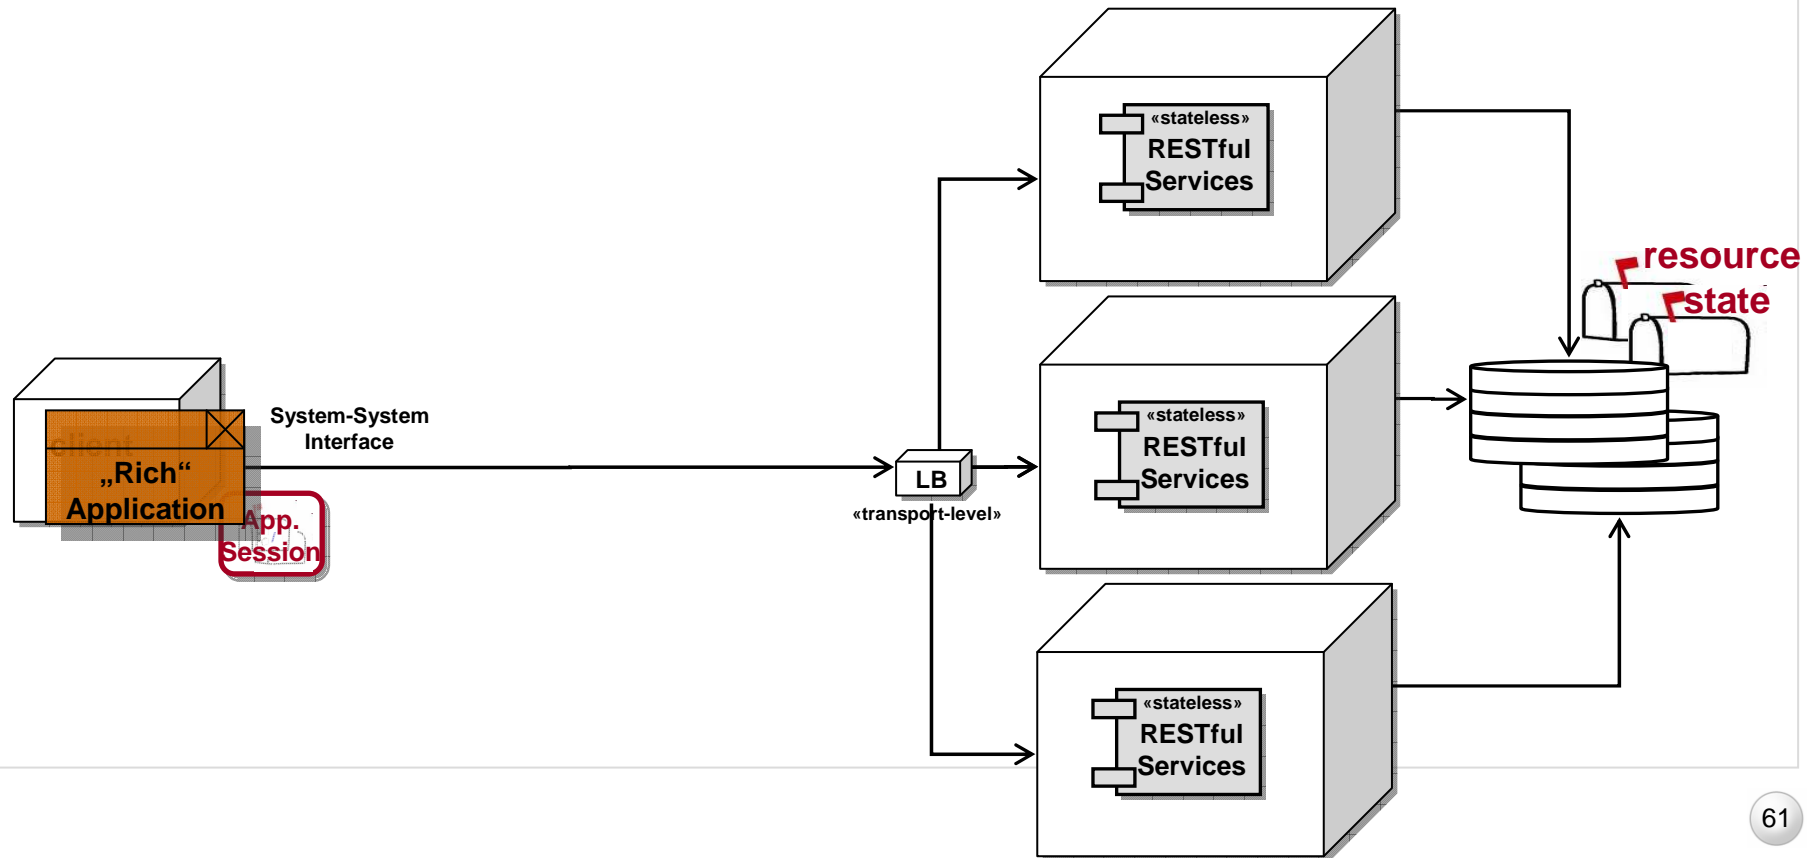 «stateless»
RESTful
Services
resource
state
client
„Rich“
Application
System-System
Interface
App.
Session
LB
«transport-level»
«stateless»
RESTful
Services
«stateless»
RESTful
Services
61